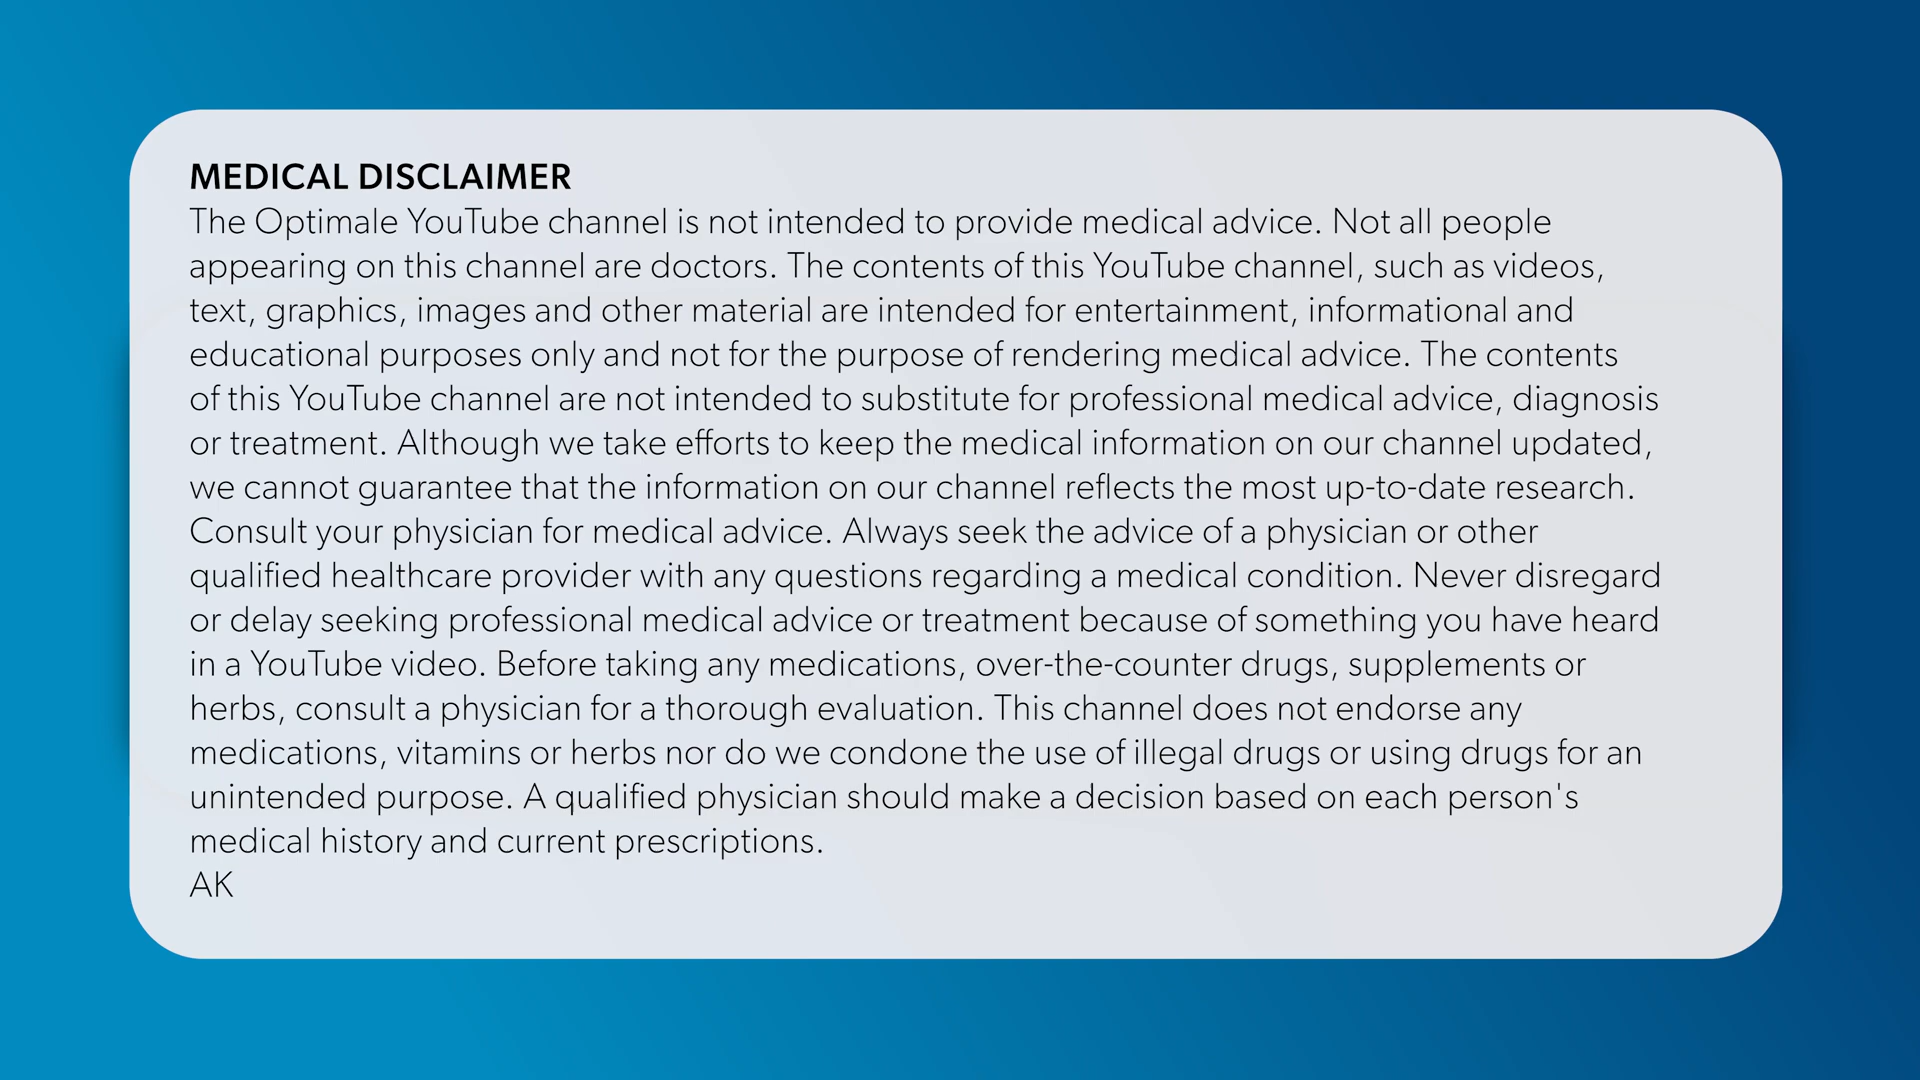 MEDICAL DISCLAIMER
The Optimale YouTube channel is not intended to provide medical advice. Not all people
appearing on this channel are doctors. The contents of this YouTube channel, such as videos,
text, graphics, images and other material are intended for entertainment, informational and
educational purposes only and not for the purpose of rendering medical advice. The contents
of this YouTube channel are not intended to substitute for professional medical advice, diagnosis
or treatment. Although we take efforts to keep the medical information on our channel updated,
we cannot guarantee that the information on our channel reflects the most up-to-date research.
Consult your physician for medical advice. Always seek the advice of a physician or other
qualified healthcare provider with any questions regarding a medical condition. Never disregard
or delay seeking professional medical advice or treatment because of something you have heard
in a YouTube video. Before taking any medications, over-the-counter drugs, supplements or
herbs, consult a physician for a thorough evaluation. This channel does not endorse any
medications, vitamins or herbs nor do we condone the use of illegal drugs or using drugs for an
unintended purpose. A qualified physician should make a decision based on each person's
medical history and current prescriptions.
AK